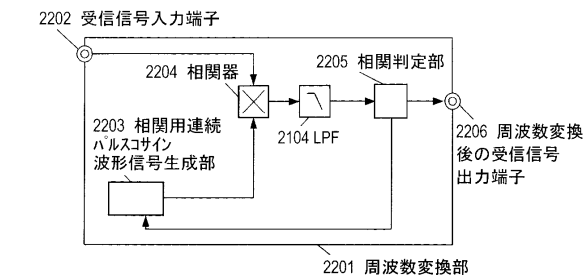 2202 受信信号入力端子
2204 相関器
2205 相関判定部
2203 相関用連続
パルスコサイン
波形信号生成部
2104 LPF
2206 周波数変換
後の受信信号
出力端子
2201 周波数変換部